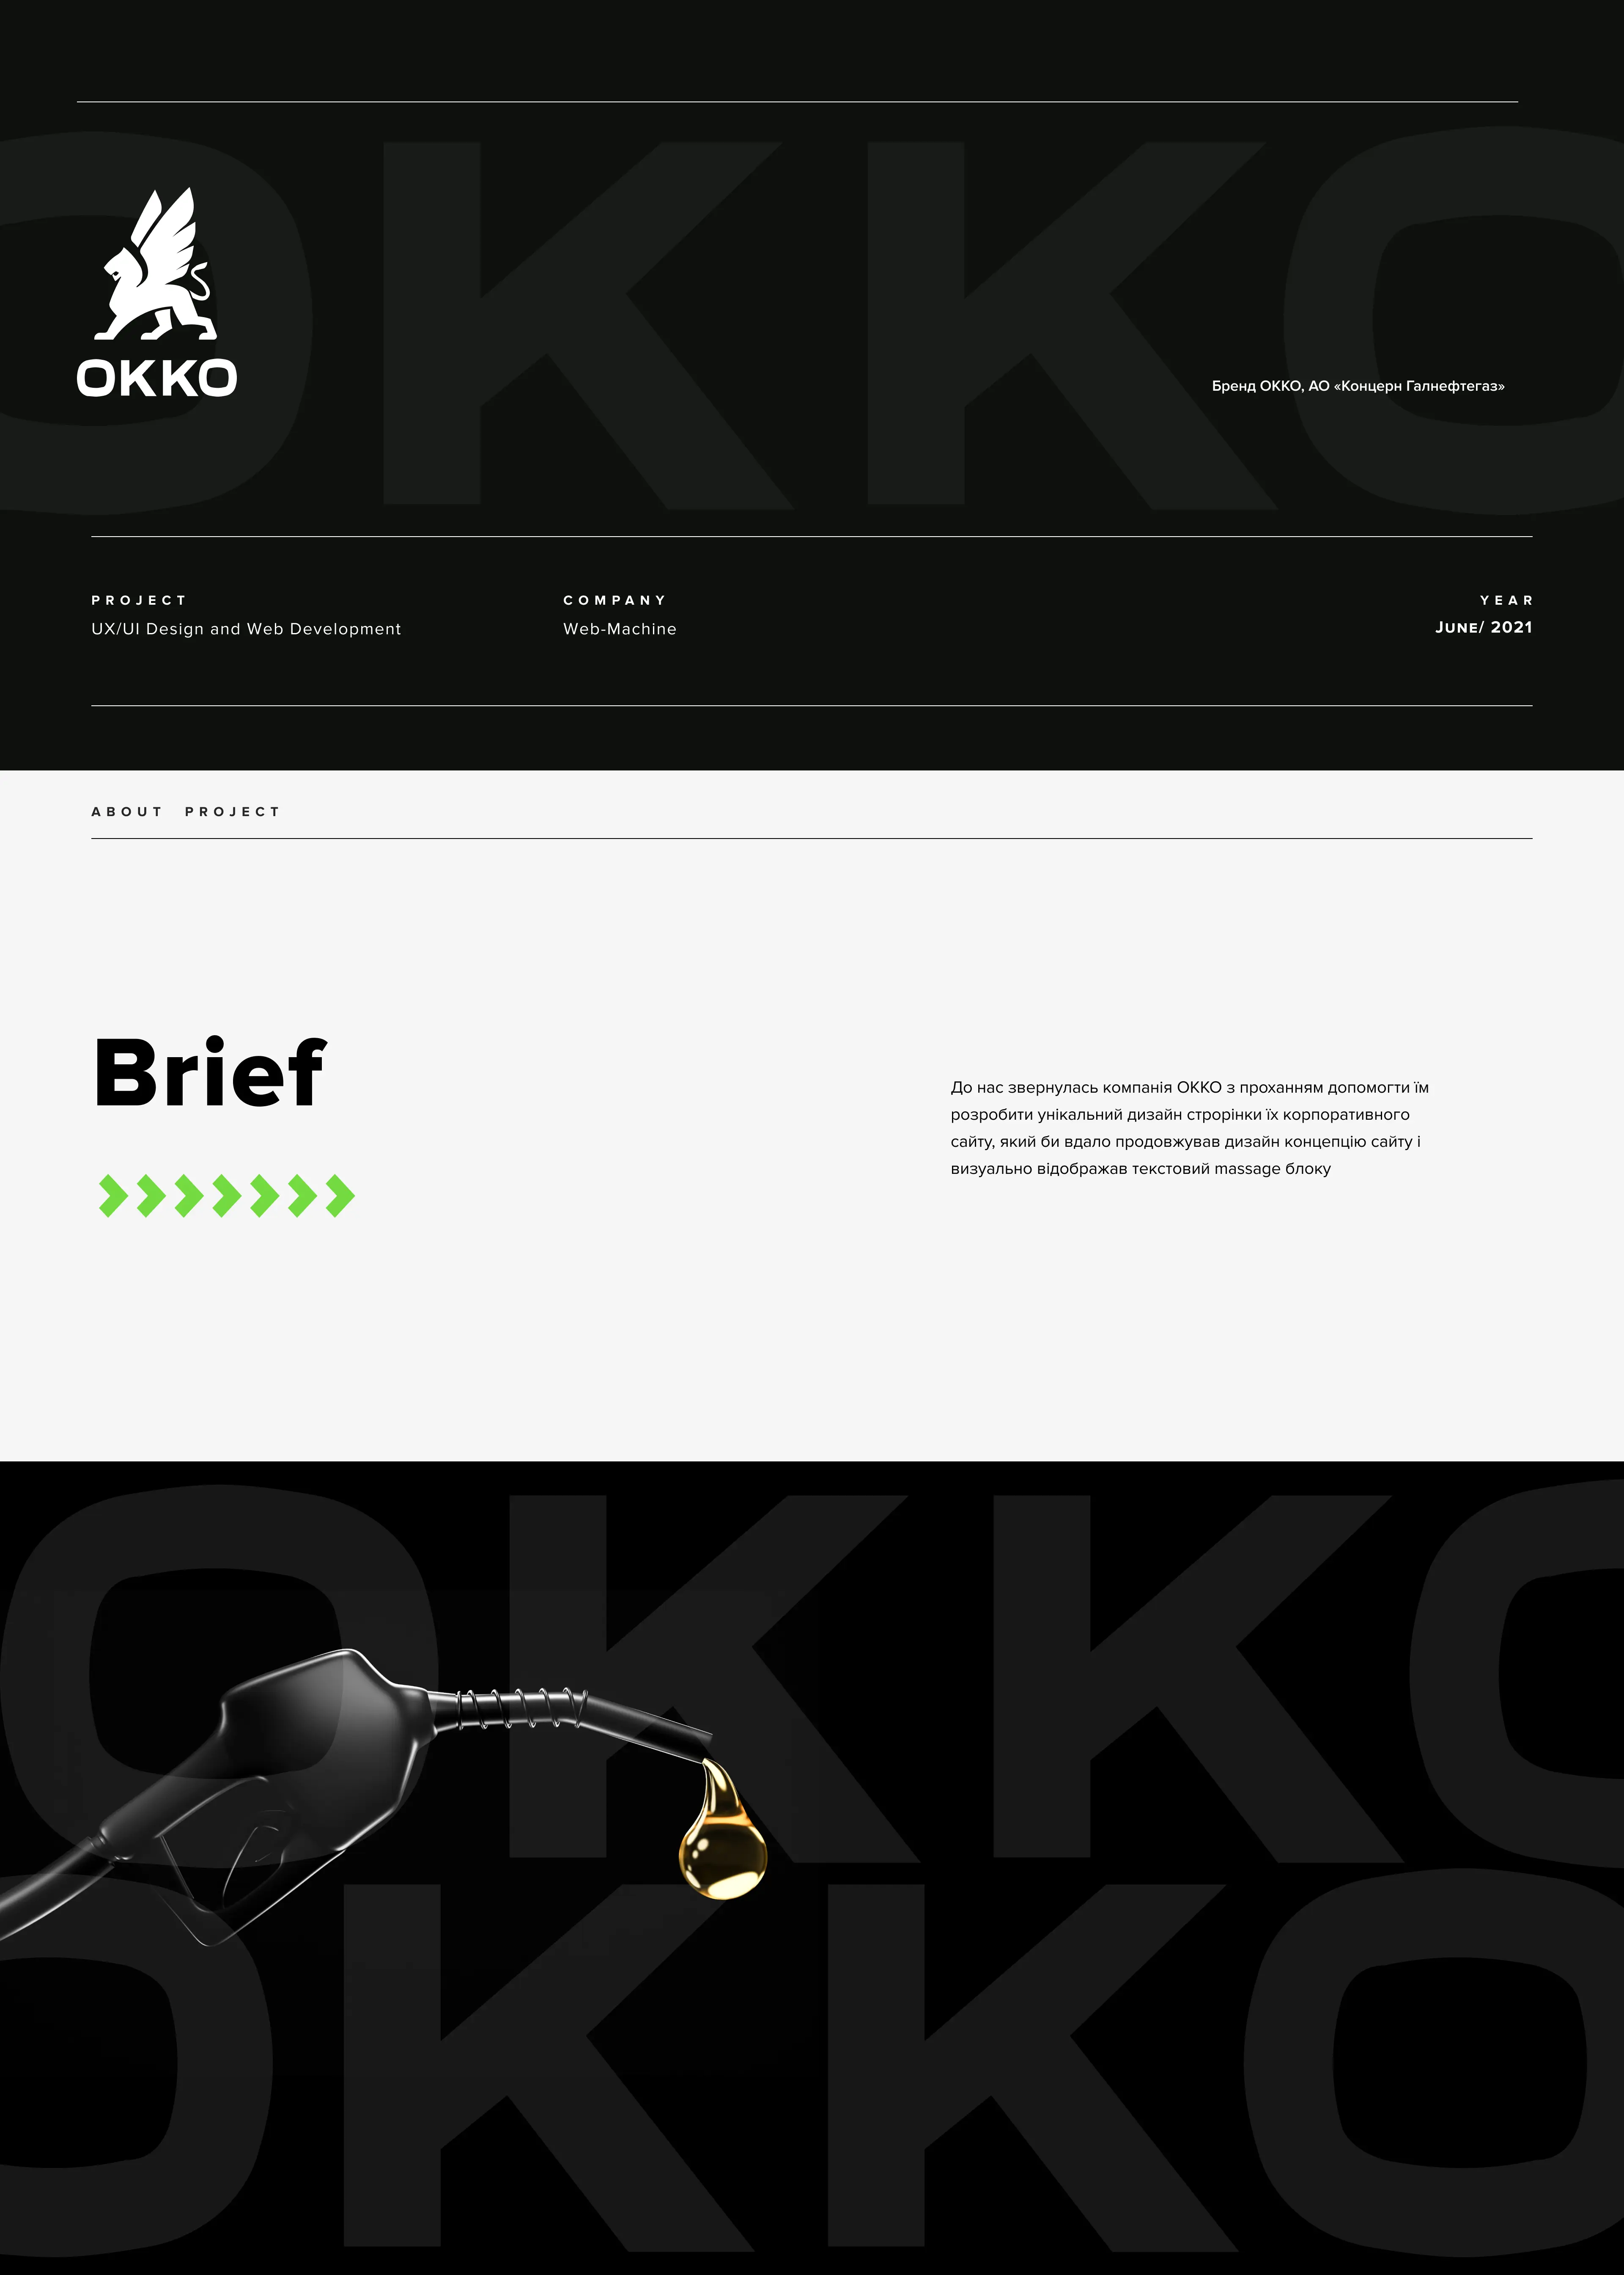 OKKO
OKKO
Бренд ОККО, АО «Концерн Галнефтегаз»
PROJECT
UX/UI Design and Web Development
COMPANY
Web-Machine
YEAR
June/ 2021
ABOUT PROJECT
Brief
До нас звернулась компанія ОККО з проханням допомогти їм
розробити унікальний дизайн строрінки їх корпоративного
сайту, який би вдало продовжував дизайн концепцію сайту і
визуально відображав текстовий massage блоку
OKKO
OKKO